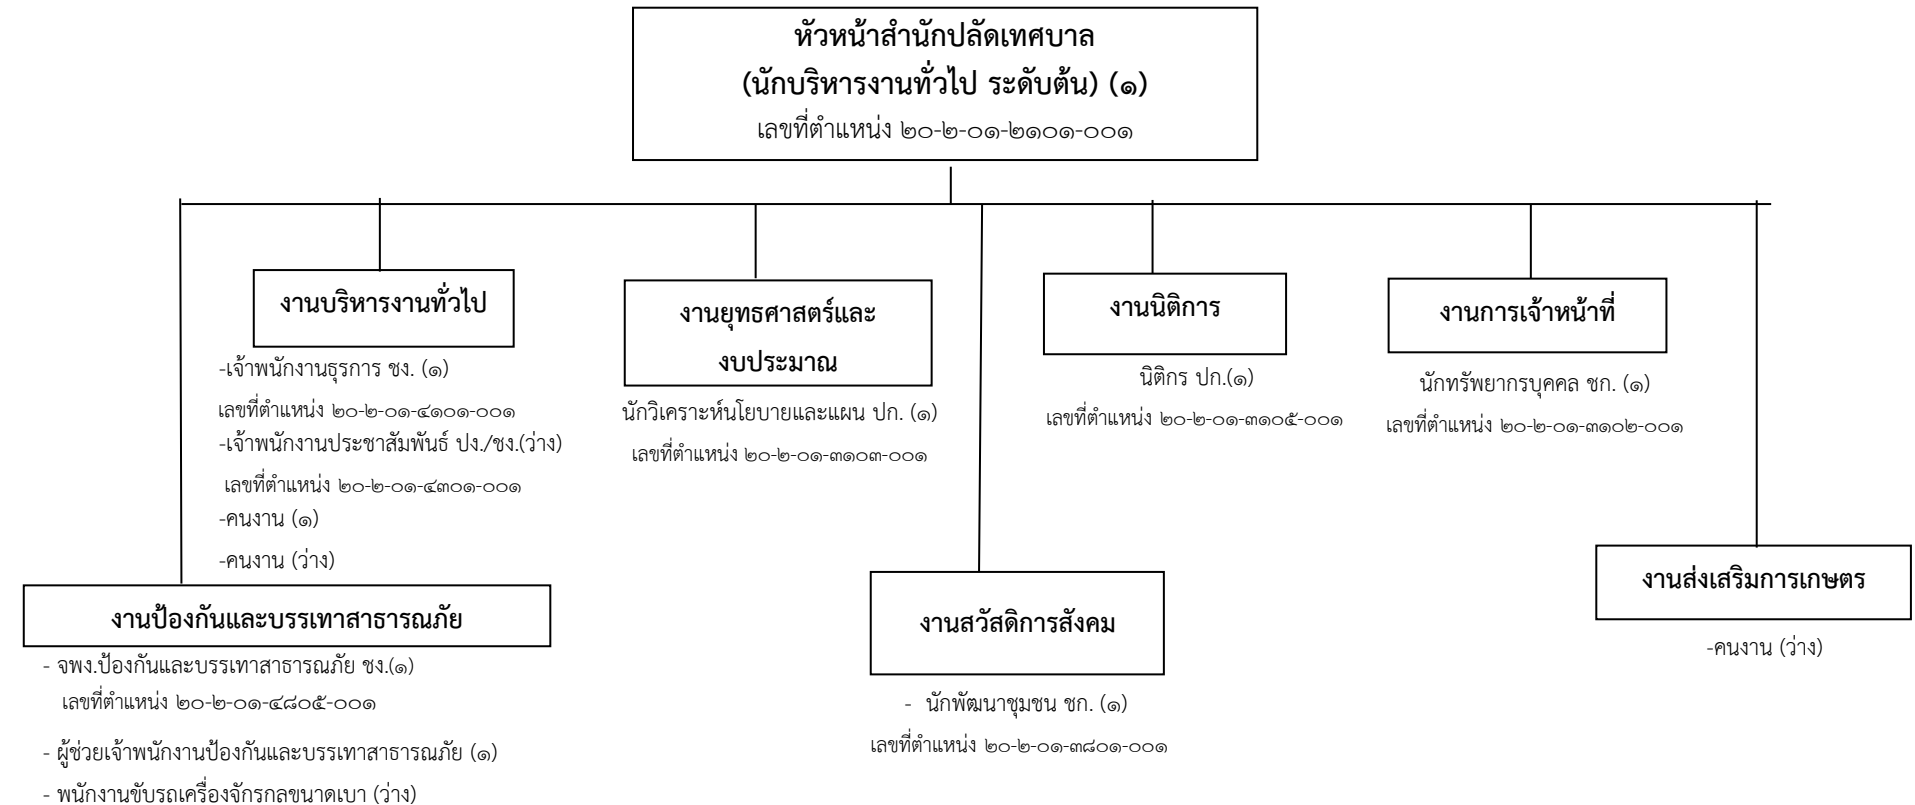 หัวหน้าสำนักปลัดเทศบาล
(นักบริหารงานทั่วไป ระดับต้น) (๑)
เลขที่ตำแหน่ง ๒๐-๒-๐๑-๒๑๐๑-๐๐๑
งานบริหารงานทั่วไป
-เจ้าพนักงานธุรการ ชง. (๑)
เลขที่ตำแหน่ง ๒๐-๒-๐๑-๔๑๐๑-๐๐๑
-เจ้าพนักงานประชาสัมพันธ์ ปง./ชง.(ว่าง)
เลขที่ตำแหน่ง ๒๐-๒-๐๑-๔๓๐๑-๐๐๑
-คนงาน (๑)
-คนงาน (ว่าง)
งานยุทธศาสตร์และ
งบประมาณ
นักวิเคราะห์นโยบายและแผน ปก. (๑)
เลขที่ตำแหน่ง ๒๐-๒-๐๑-๓๑๐๓-๐๐๑
งานนิติการ
นิติกร ปก.(๑)
เลขที่ตำแหน่ง ๒๐-๒-๐๑-๓๑๐๕-๐๐๑
งานการเจ้าหน้าที่
นักทรัพยากรบุคคล ชก. (๑)
เลขที่ตำแหน่ง ๒๐-๒-๐๑-๓๑๐๒-๐๐๑
งานป้องกันและบรรเทาสาธารณภัย
- จพง.ป้องกันและบรรเทาสาธารณภัย ชง.(๑)
เลขที่ตำแหน่ง ๒๐-๒-๐๑-๔๘๐๕-๐๐๑
- ผู้ช่วยเจ้าพนักงานป้องกันและบรรเทาสาธารณภัย (๑)
- พนักงานขับรถเครื่องจักรกลขนาดเบา (ว่าง)
งานสวัสดิการสังคม
- นักพัฒนาชุมชน ชก. (๑)
เลขที่ตำแหน่ง ๒๐-๒-๐๑-๓๘๐๑-๐๐๑
งานส่งเสริมการเกษตร
-คนงาน (ว่าง)